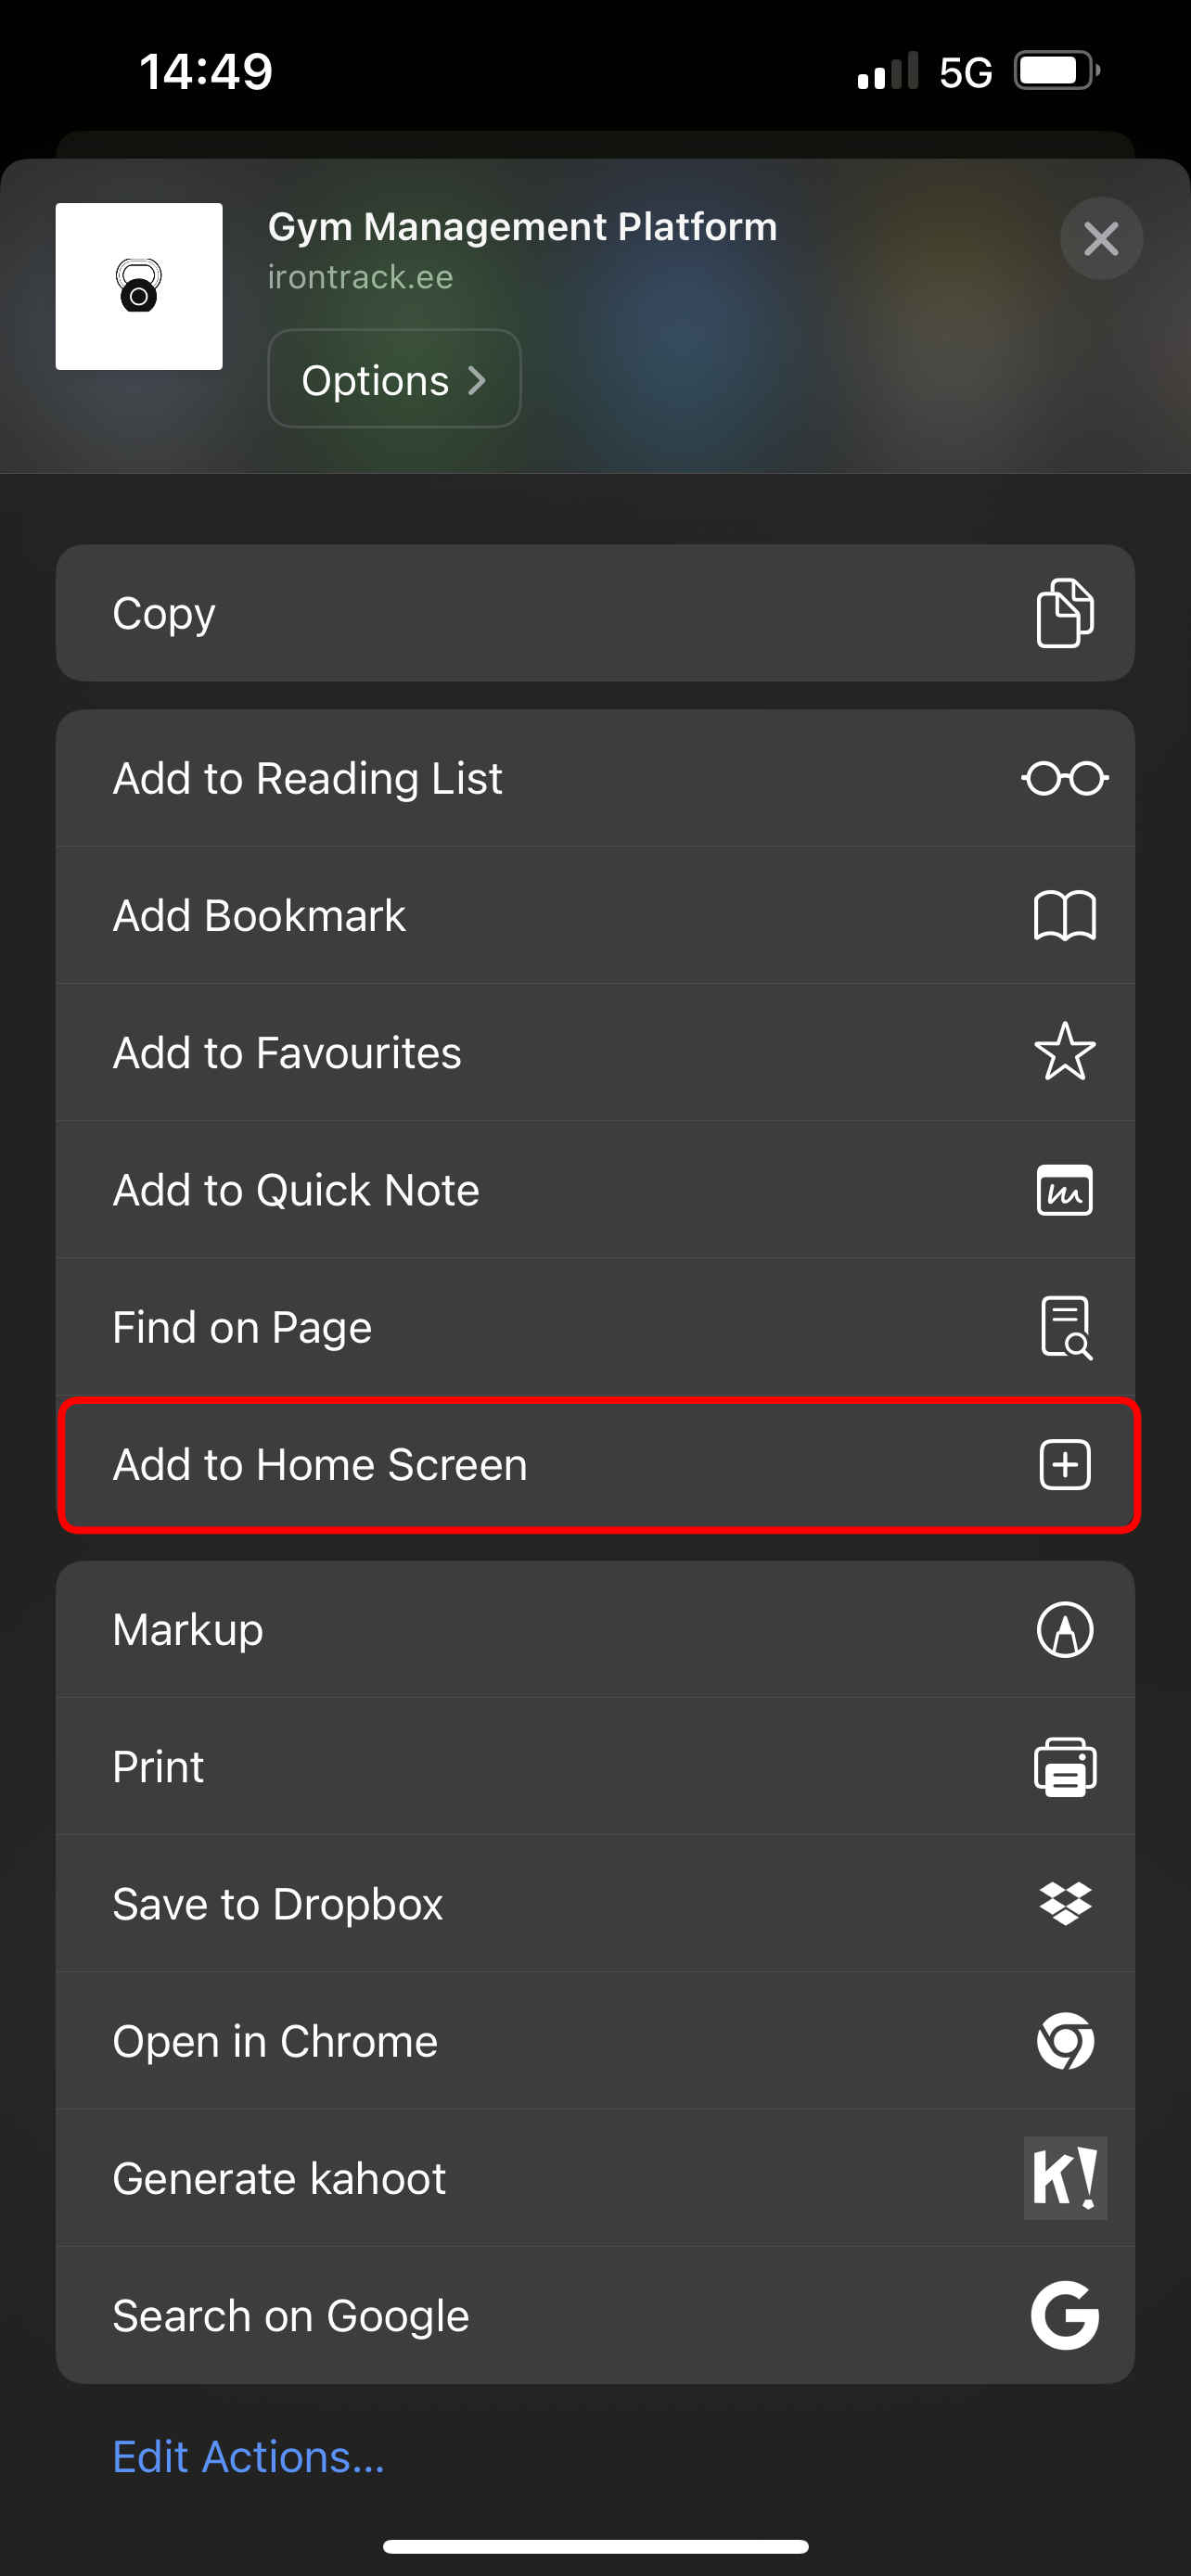 14:49
5G
Gym Management Platform
irontrack.ee
Options
Copy
Add to Reading List
Add Bookmark
Add to Favourites
Add to Quick Note
Find on Page
Add to Home Screen
Markup
Print
Save to Dropbox
Open in Chrome
Generate kahoot
K!
Search on Google
G
Edit Actions...